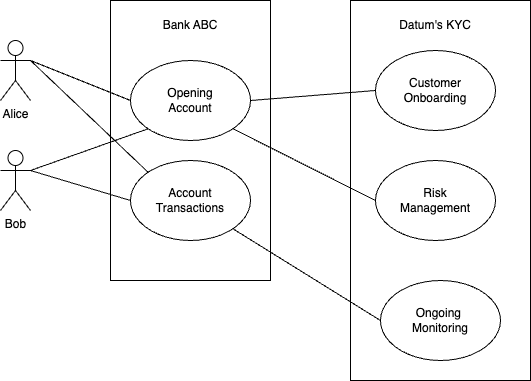 Bank ABC
Datum's KYC
Alice
Bob
Opening
Account
Account
Transactions
Customer
Onboarding
Risk
Management
Ongoing
Monitoring